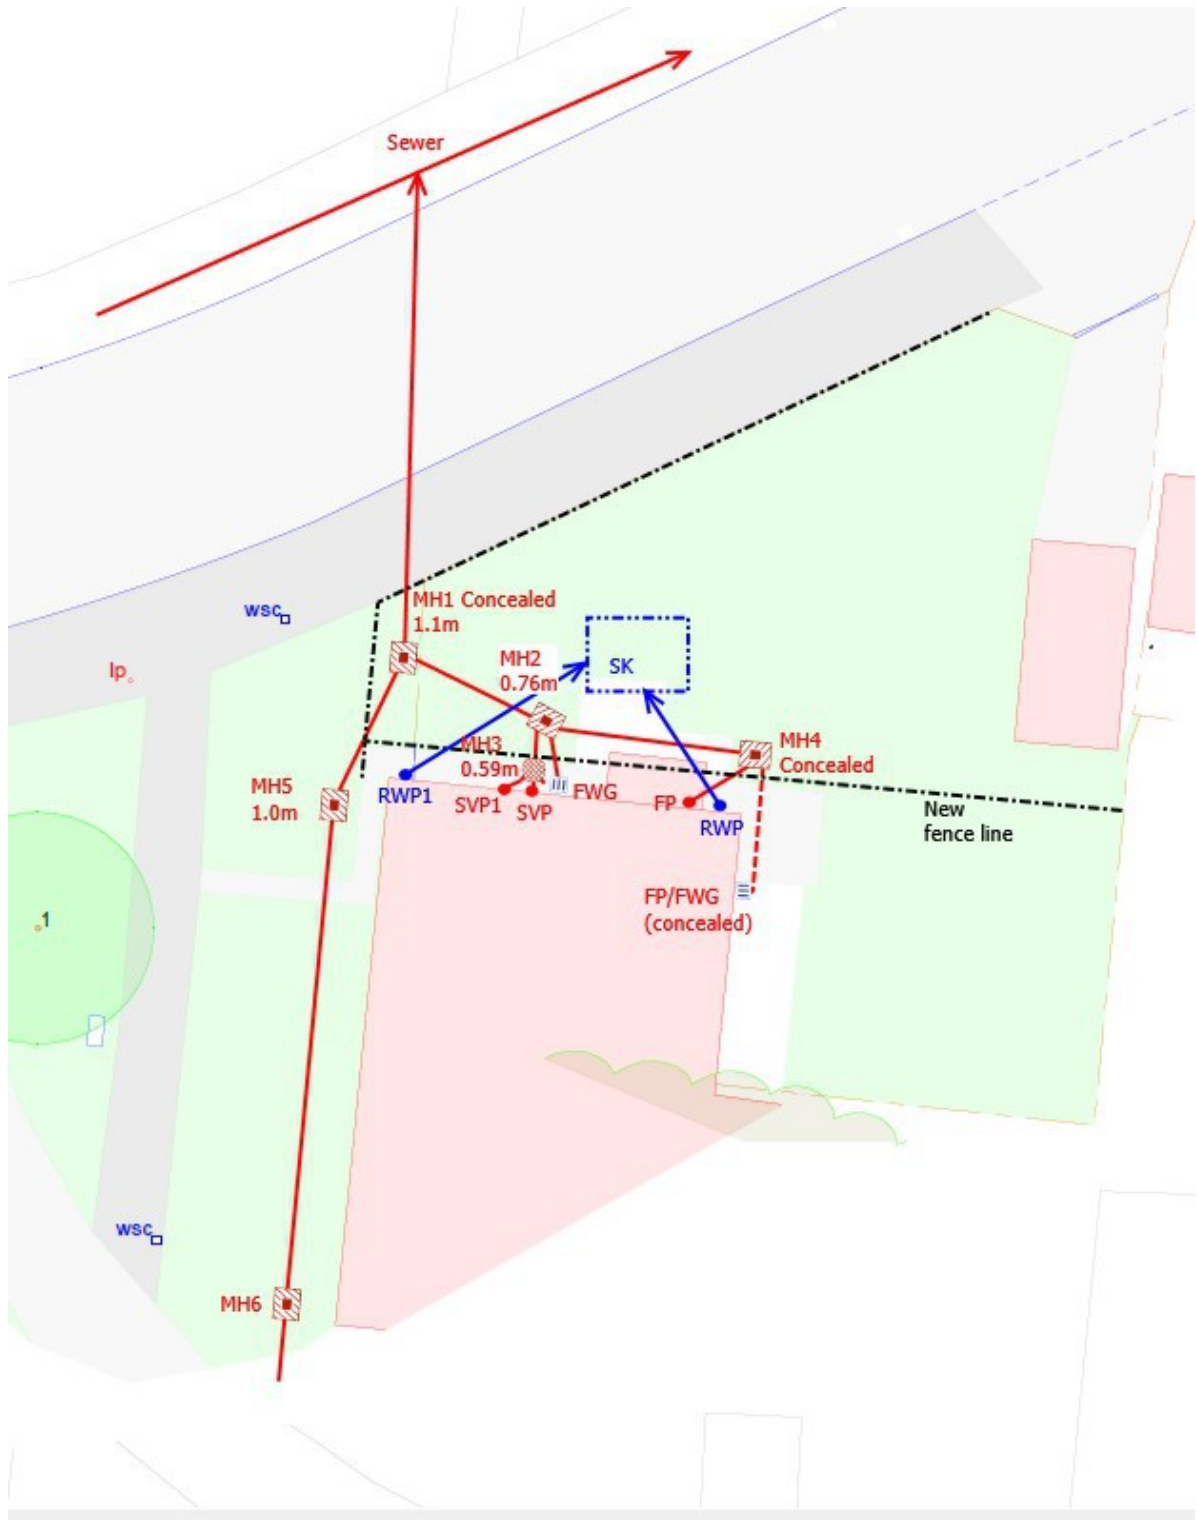 Sewer
wsc
MH1 Concealed
1.1m
lp
MH2
0.76m
SK
MH3
0.59m
MH4
Concealed
MH5
1.0m
RWP1
SVP1
SVP
FWG
FP
RWP
New
fence line
FP/FWG
(concealed)
1
wsc
MH6